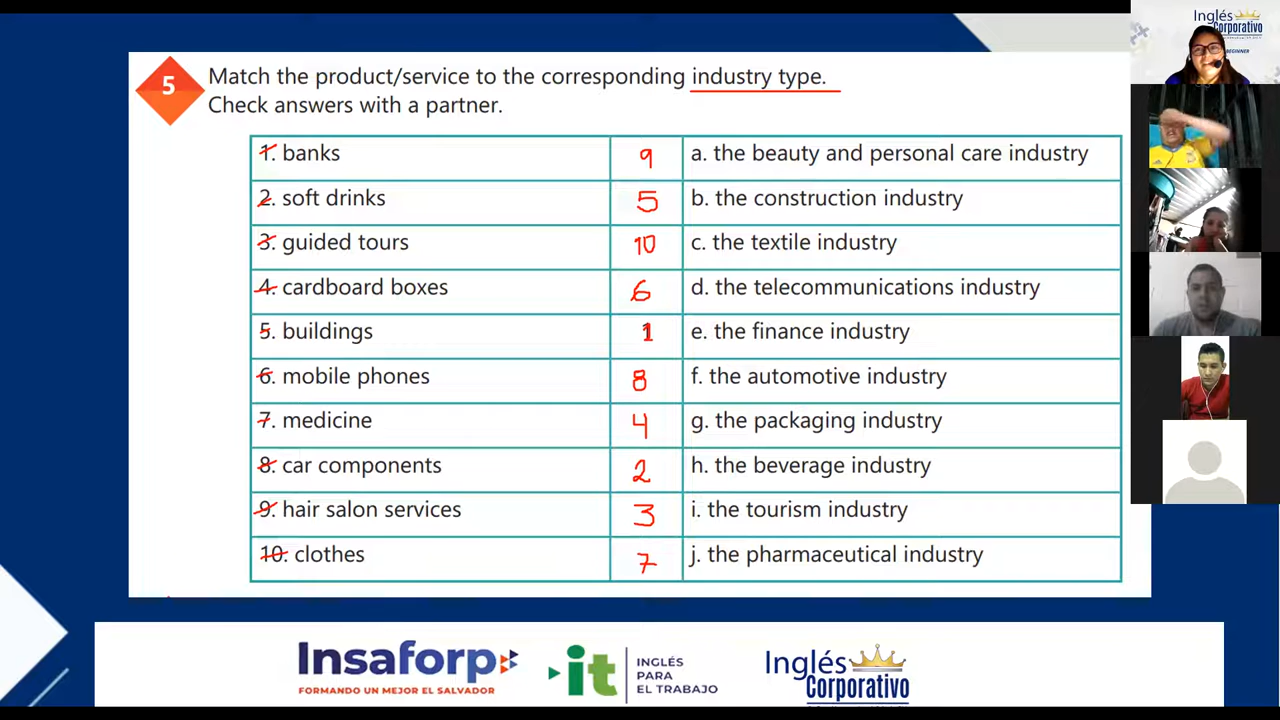 Inglés
Corporativo
BEGINNER
5
Match the product/service to the corresponding industry type.
Check answers with a partner.
1. banks 9 a. the beauty and personal care industry
2. soft drinks 5 b. the construction industry
3. guided tours 10 c. the textile industry
4. cardboard boxes 6 d. the telecommunications industry
5. buildings 1 e. the finance industry
6. mobile phones 8 f. the automotive industry
7. medicine 4 g. the packaging industry
8. car components 2 h. the beverage industry
9. hair salon services 3 i. the tourism industry
10. clothes 7 j. the pharmaceutical industry
Insaforp
FORMANDO UN MEJOR EL SALVADOR
it
INGLÉS
PARA
EL TRABAJO
Inglés
Corporativo